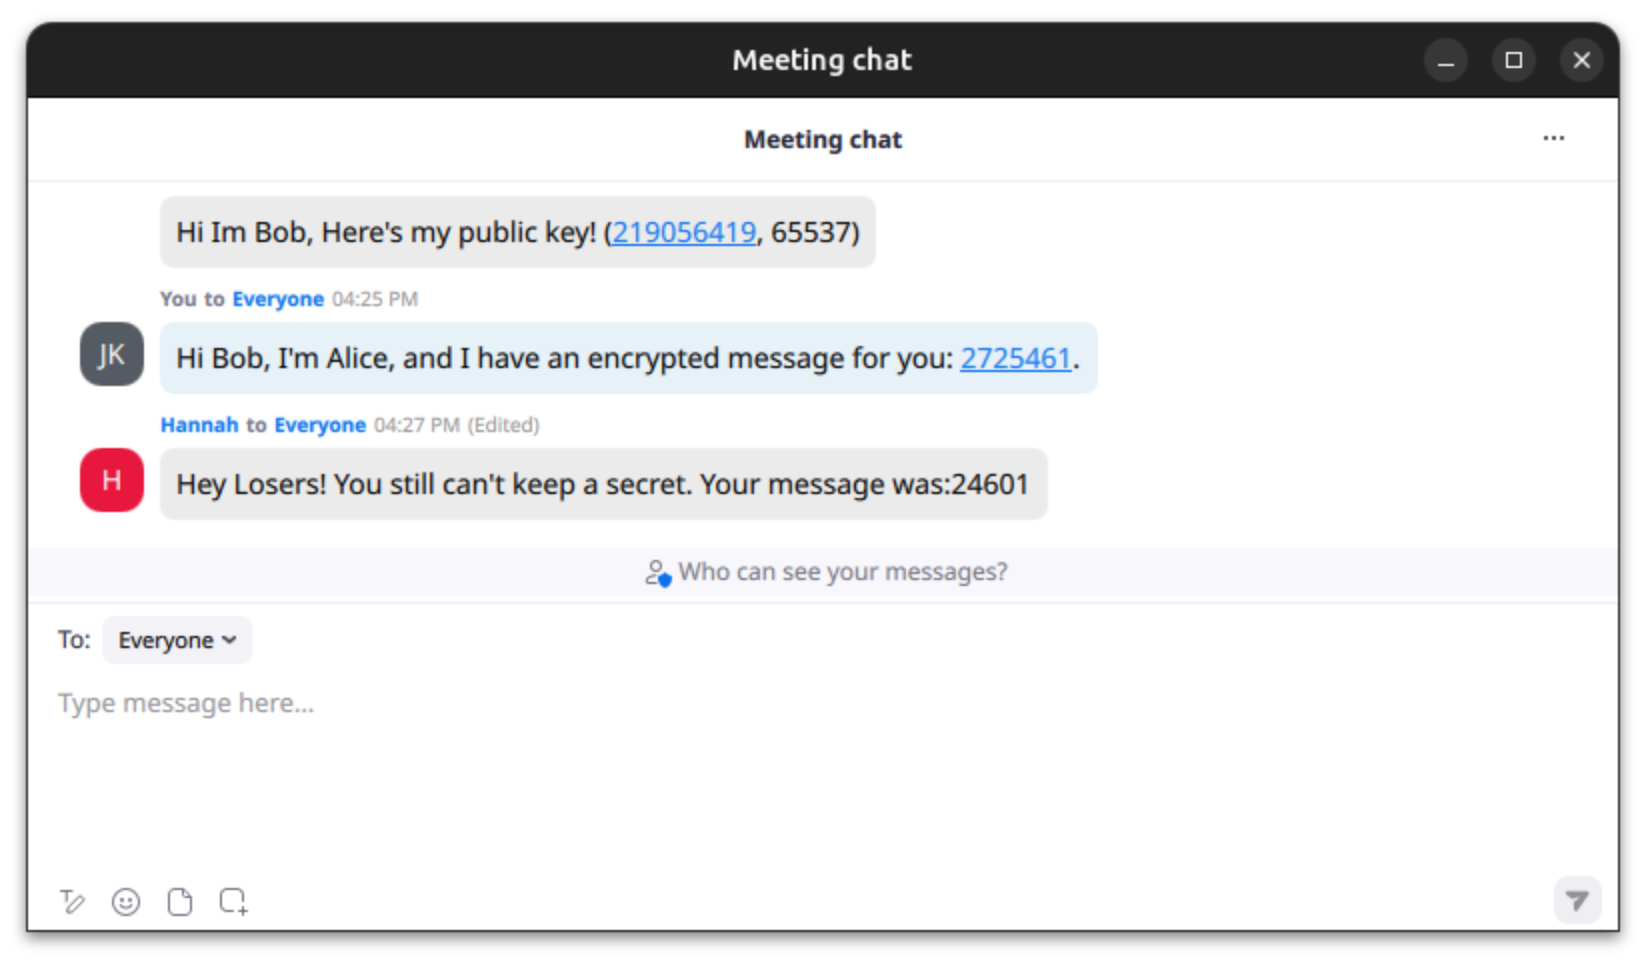 Meeting chat
Meeting chat
Hi Im Bob, Here's my public key! (219056419, 65537)
You to Everyone 04:25 PM
JK
Hi Bob, I'm Alice, and I have an encrypted message for you: 2725461.
Hannah to Everyone 04:27 PM (Edited)
H
Hey Losers! You still can't keep a secret. Your message was:24601
Who can see your messages?
To: Everyone
Type message here...